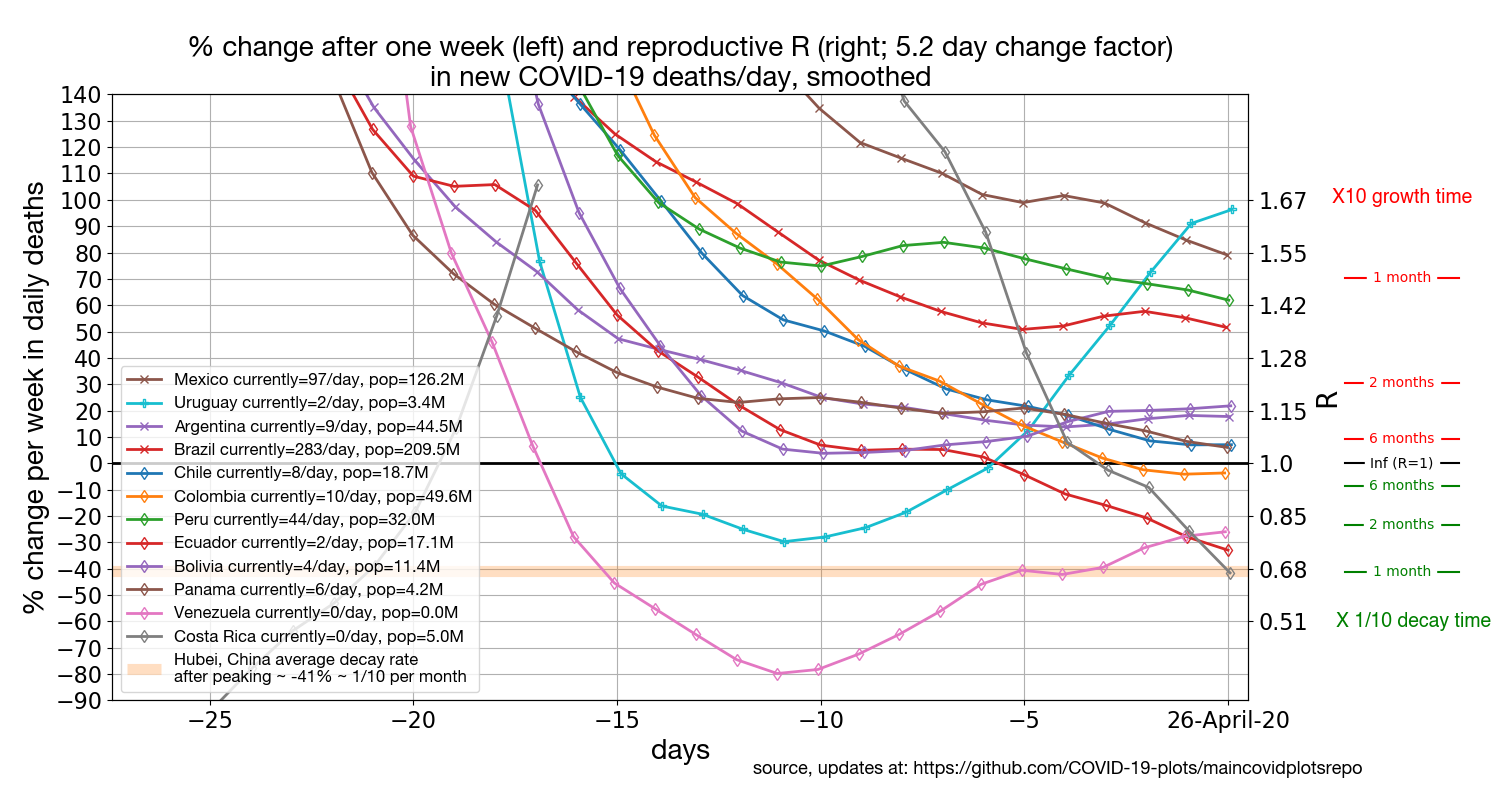 % change after one week (left) and reproductive R (right; 5.2 day change factor)
in new COVID-19 deaths/day, smoothed
% change per week in daily deaths
140
130
120
110
100
90
80
70
60
50
40
30
20
10
0
−10
−20
−30
−40
−50
−60
−70
−80
−90
Mexico currently=97/day, pop=126.2M
Uruguay currently=2/day, pop=3.4M
Argentina currently=9/day, pop=44.5M
Brazil currently=283/day, pop=209.5M
Chile currently=8/day, pop=18.7M
Colombia currently=10/day, pop=49.6M
Peru currently=44/day, pop=32.0M
Ecuador currently=2/day, pop=17.1M
Bolivia currently=4/day, pop=11.4M
Panama currently=6/day, pop=4.2M
Venezuela currently=0/day, pop=0.0M
Costa Rica currently=0/day, pop=5.0M
Hubei, China average decay rate
after peaking ~ -41% ~ 1/10 per month
−25
−20
−15
−10
−5
26-April-20
days
1.67
1.55
1.42
1.28
1.15
1.0
0.85
0.68
0.51
R
X10 growth time
1 month
2 months
6 months
Inf (R=1)
6 months
2 months
1 month
X 1/10 decay time
source, updates at: https://github.com/COVID-19-plots/maincovidplotsrepo